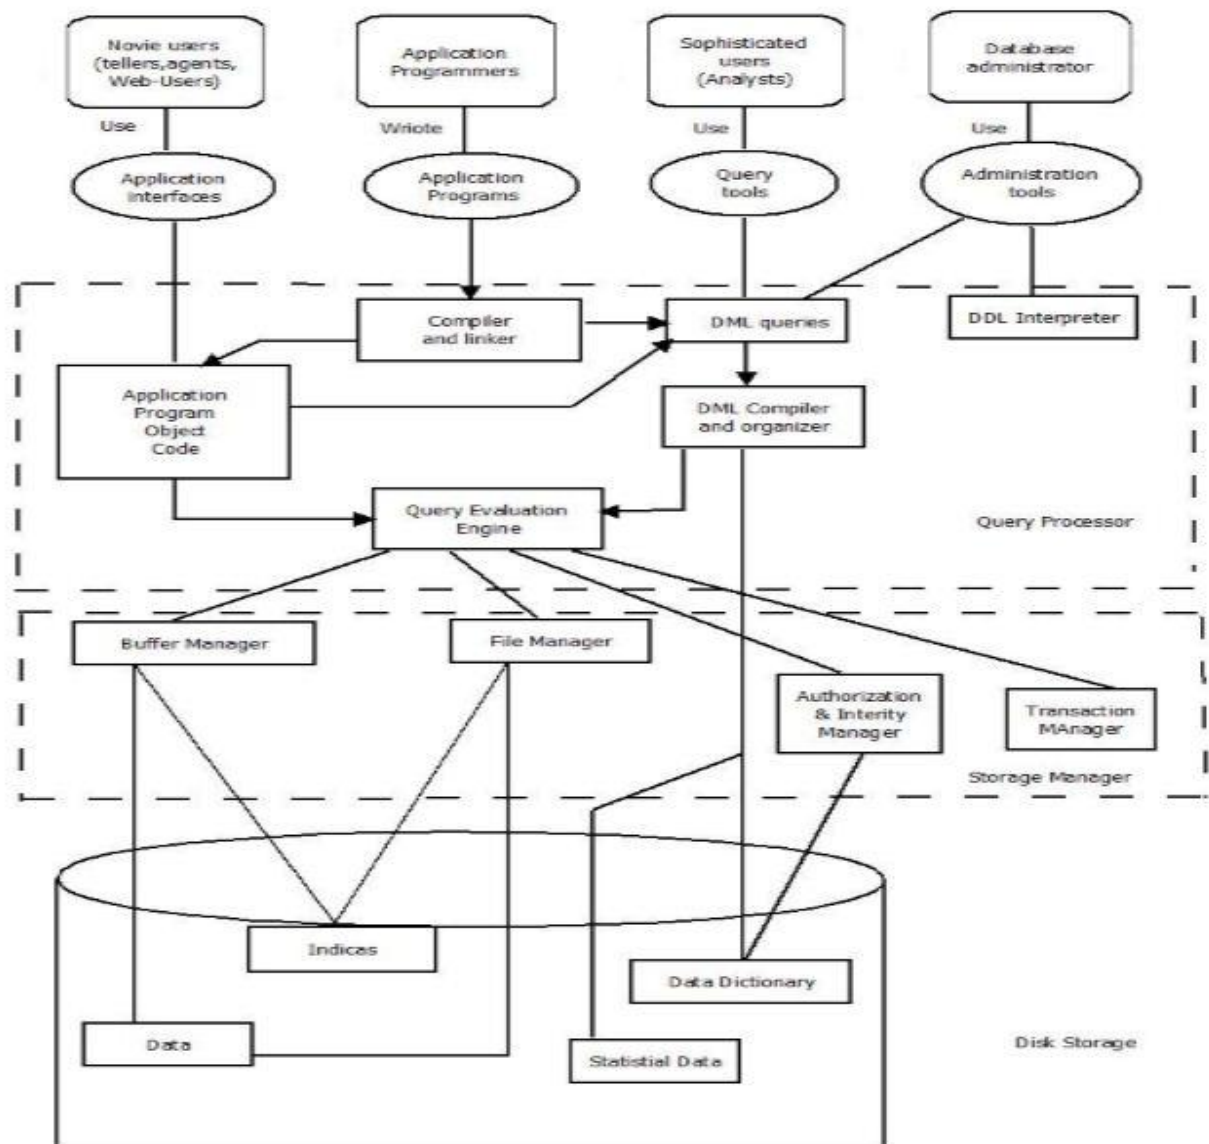 Novie users
(tellers,agents,
Web-Users)
Application
Programmers
Sophisticated
users
(Analysts)
Database
administrator
Use
Wriote
Use
Use
Application
interfaces
Application
Programs
Query
tools
Administration
tools
Compiler
and linker
DML queries
DDL Interpreter
Application
Program
Object
Code
DML Compiler
and organizer
Query Evaluation
Engine
Query Processor
Buffer Manager
File Manager
Authorization
& Interity
Manager
Transaction
MAnager
Storage Manager
Indicas
Data Dictionary
Data
Statistial Data
Disk Storage